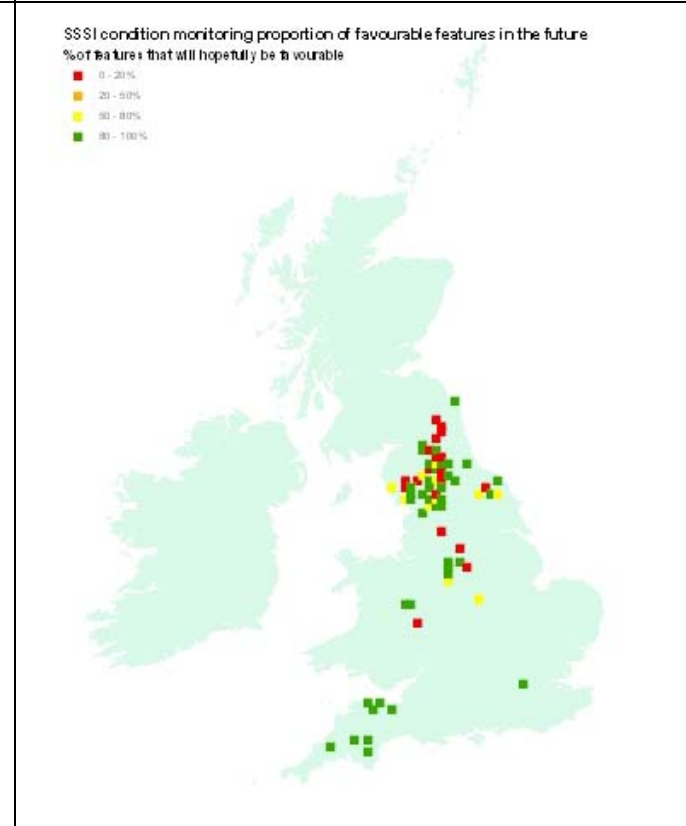 SSSI condition monitoring proportion of favourable features in the future
% of features that will hopefully be favourable
0 - 20%
20 - 50%
50 - 80%
80 - 100%